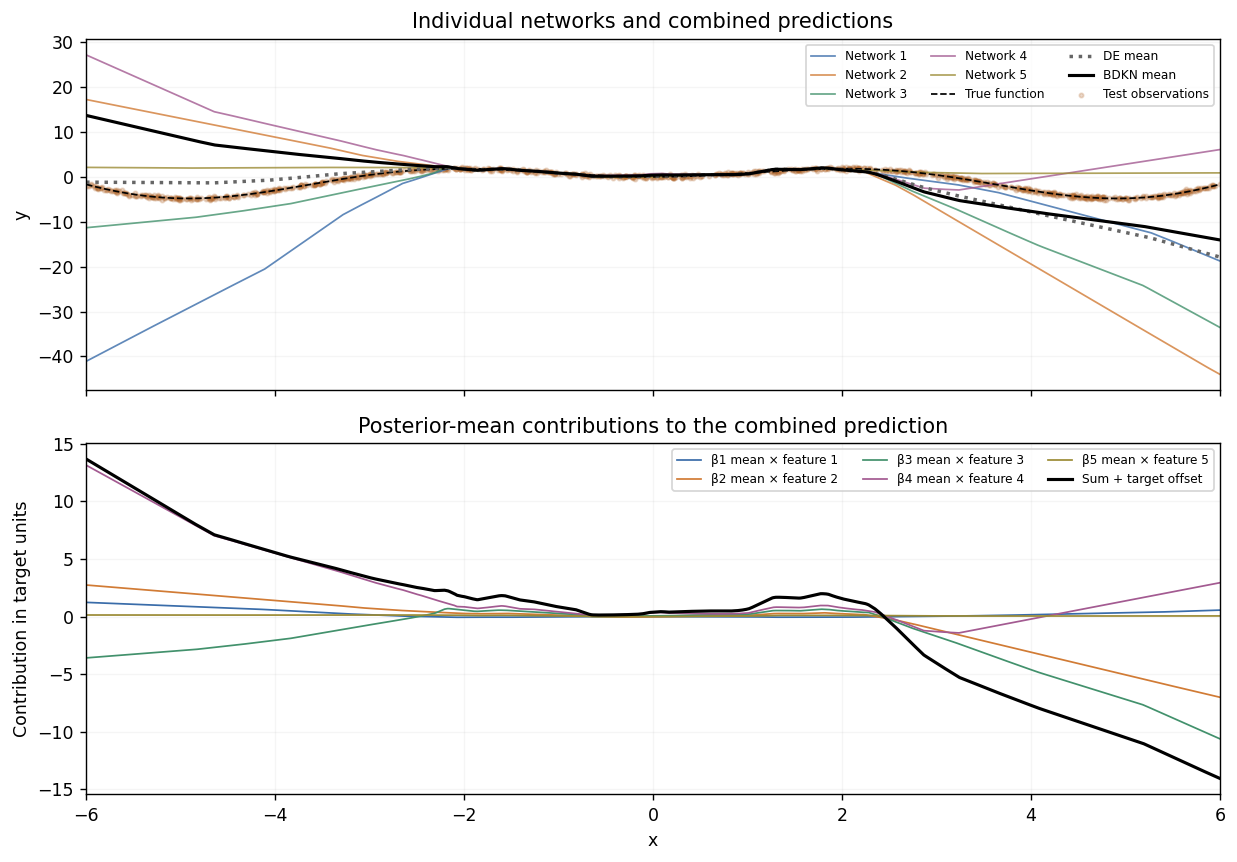 Individual networks and combined predictions
30
20
10
0
−10
−20
−30
−40
y
Network 1
Network 2
Network 3
Network 4
Network 5
True function
DE mean
BDKN mean
Test observations
Posterior-mean contributions to the combined prediction
15
10
5
0
−5
−10
−15
Contribution in target units
β1 mean × feature 1
β2 mean × feature 2
β3 mean × feature 3
β4 mean × feature 4
β5 mean × feature 5
Sum + target offset
−6 −4 −2 0 2 4 6
x